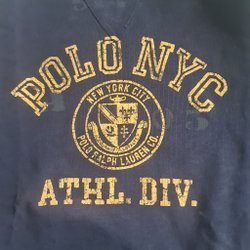 POLO NYC
NEW YORK CITY
POLO RALPH LAUREN CO.
ATHL. DIV.